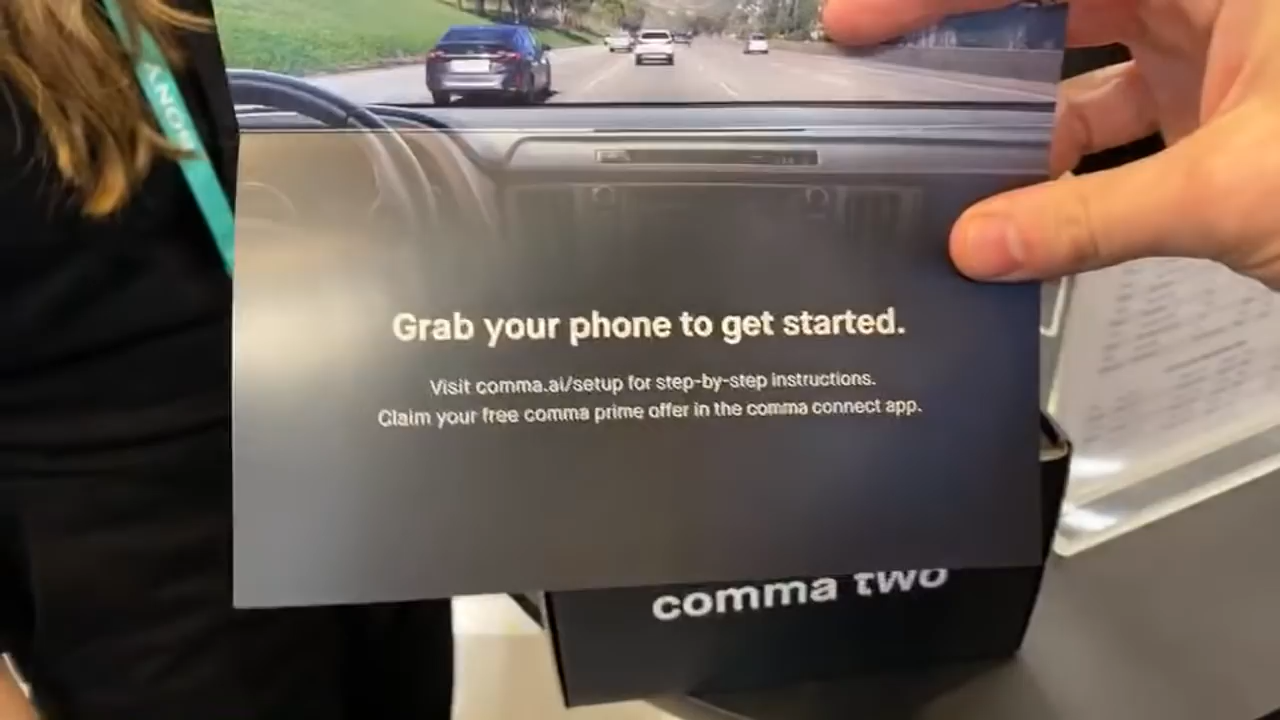 Grab your phone to get started.
Visit comma.ai/setup for step-by-step instructions.
Claim your free comma prime offer in the comma connect app.
comma two